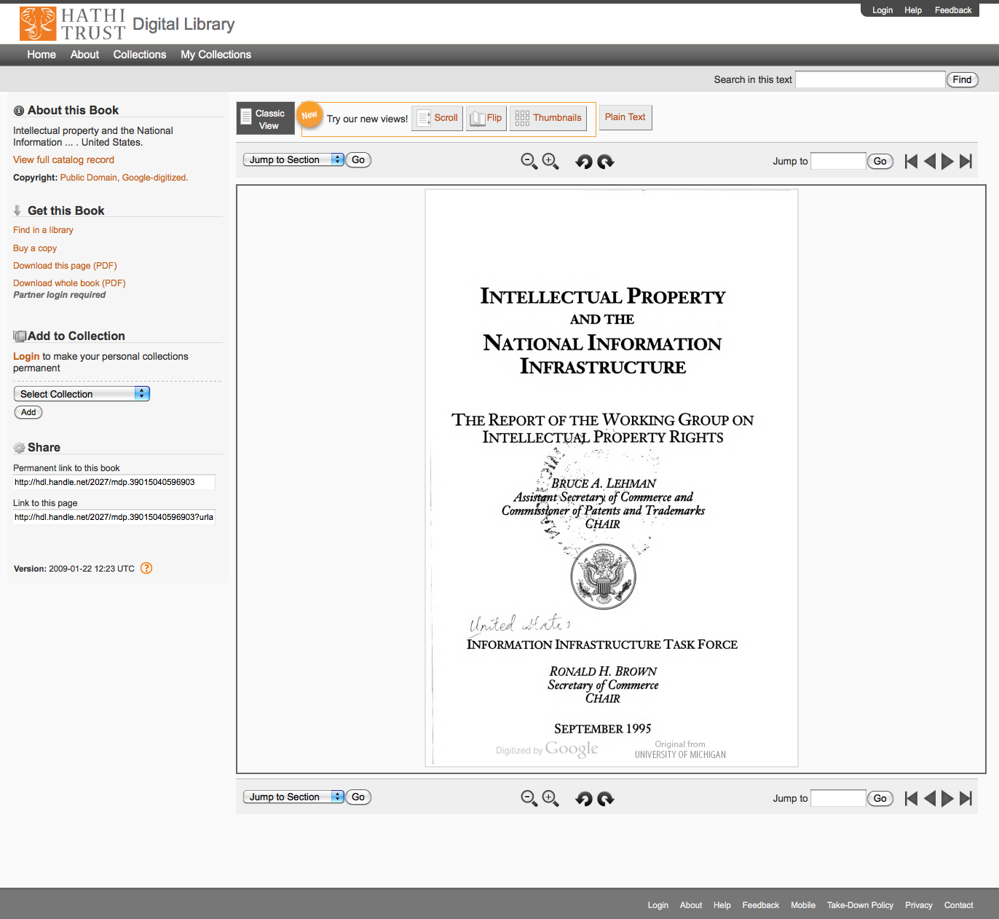 Login Help Feedback
HATHI TRUST Digital Library
Home About Collections My Collections
Search in this text Find
About this Book
Intellectual property and the National
Information ... . United States.
View full catalog record
Copyright: Public Domain, Google-digitized.
Get this Book
Find in a library
Buy a copy
Download this page (PDF)
Download whole book (PDF)
Partner login required
Add to Collection
Login to make your personal collections
permanent
Select Collection
Add
Share
Permanent link to this book
http://hdl.handle.net/2027/mdp.39015040596903
Link to this page
http://hdl.handle.net/2027/mdp.39015040596903?urla
Version: 2009-01-22 12:23 UTC ?
Classic
View
New Try our new views! Scroll Flip Thumbnails Plain Text
Jump to Section Go Jump to Go
INTELLECTUAL PROPERTY
AND THE
NATIONAL INFORMATION
INFRASTRUCTURE
THE REPORT OF THE WORKING GROUP ON
INTELLECTUAL PROPERTY RIGHTS
BRUCE A. LEHMAN
Assistant Secretary of Commerce and
Commissioner of Patents and Trademarks
CHAIR
United States
INFORMATION INFRASTRUCTURE TASK FORCE
RONALD H. BROWN
Secretary of Commerce
CHAIR
SEPTEMBER 1995
Digitized by Google
Original from
UNIVERSITY OF MICHIGAN
Jump to Section Go Jump to Go
Login About Help Feedback Mobile Take-Down Policy Privacy Contact